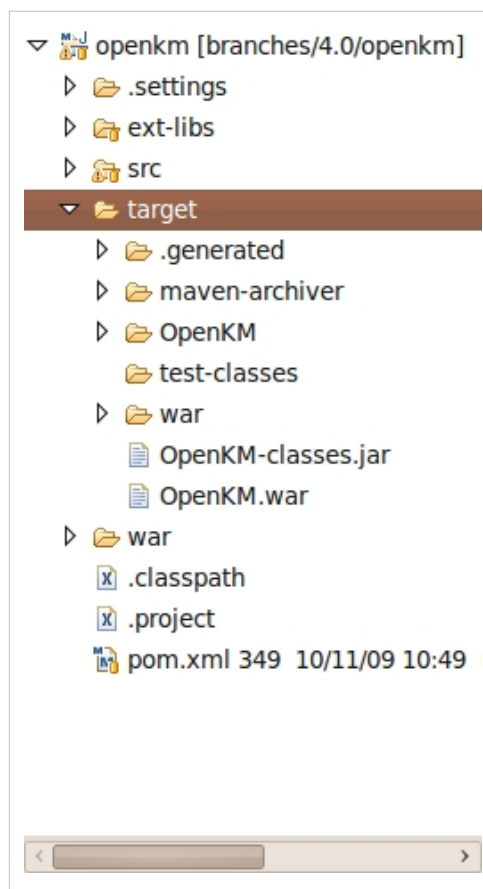 openkm [branches/4.0/openkm]
.settings
ext-libs
src
target
.generated
maven-archiver
OpenKM
test-classes
war
OpenKM-classes.jar
OpenKM.war
war
.classpath
.project
pom.xml 349 10/11/09 10:49